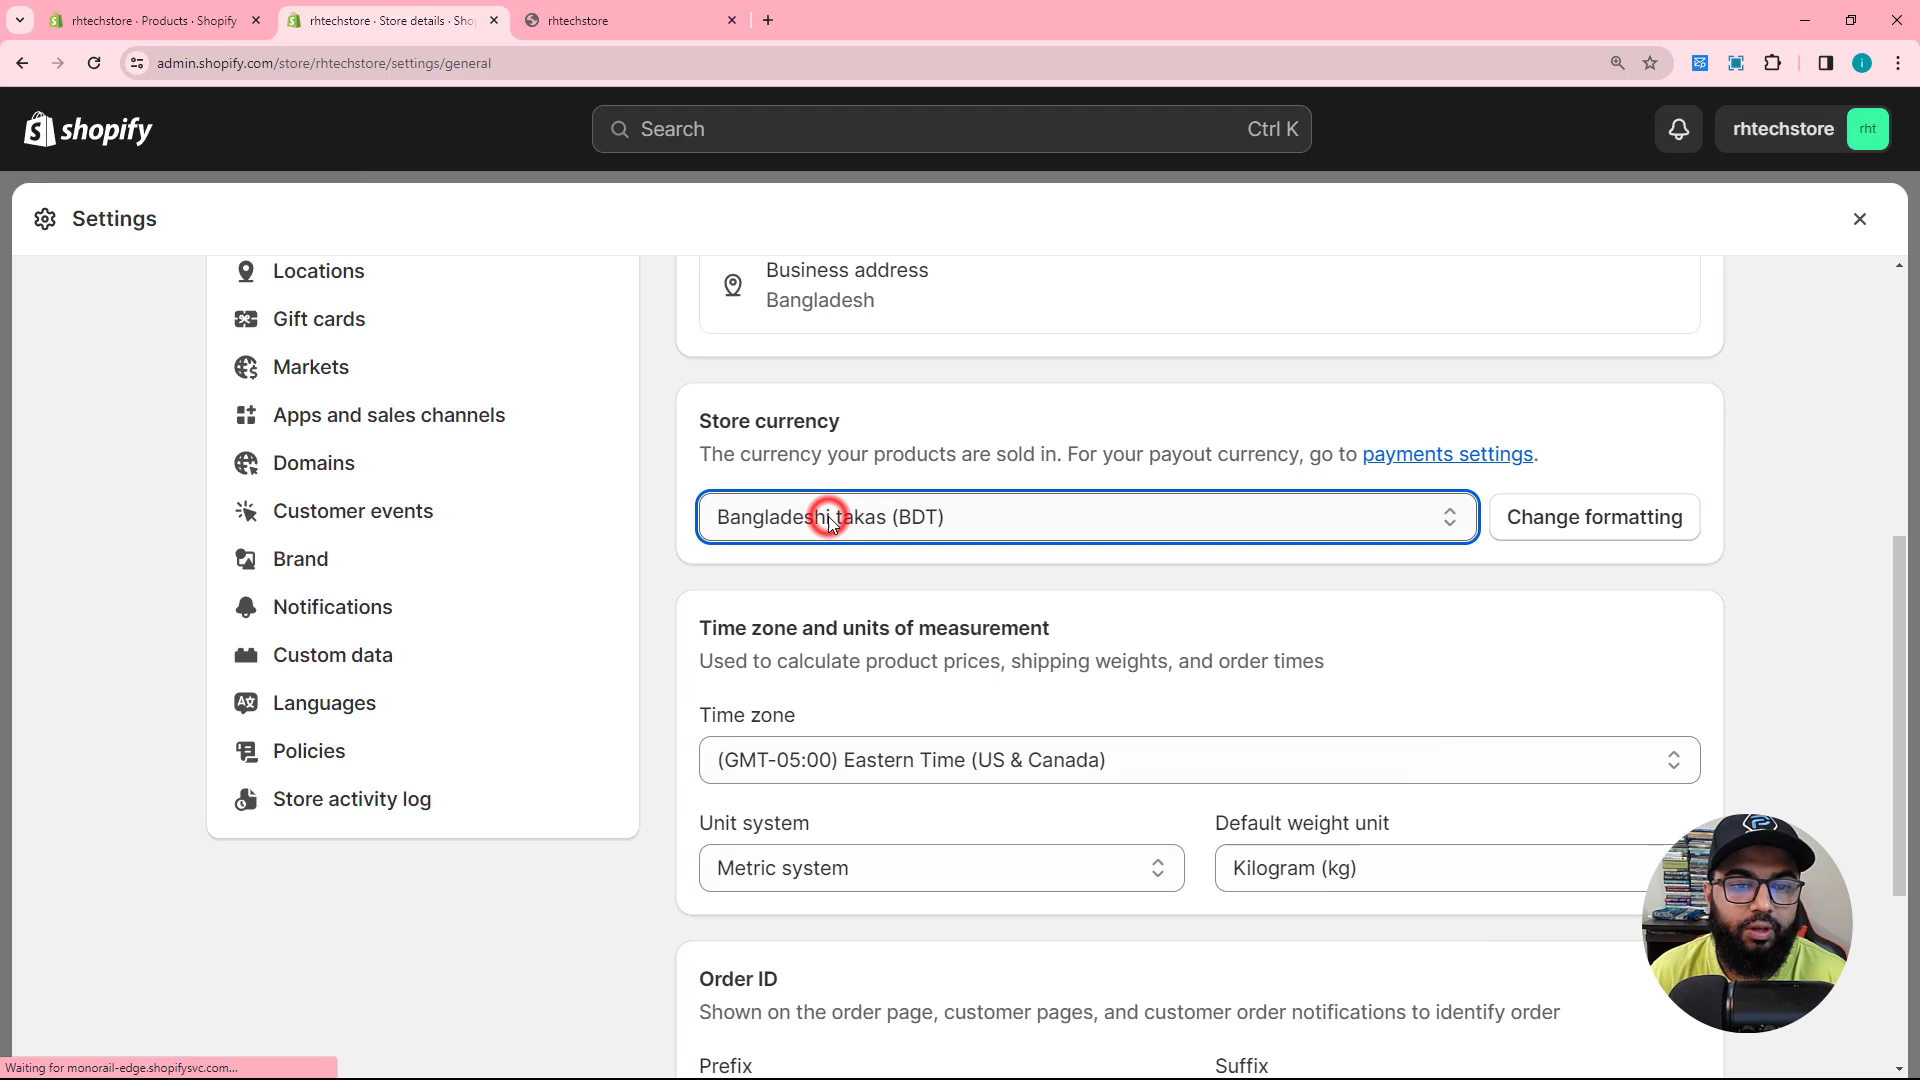 rhtechstore · Products · Shopify
rhtechstore · Store details · Sho
rhtechstore
admin.shopify.com/store/rhtechstore/settings/general
i
shopify
Search
Ctrl K
rhtechstore
rht
Settings
Locations
Gift cards
Markets
Apps and sales channels
Domains
Customer events
Brand
Notifications
Custom data
Languages
Policies
Store activity log
Business address
Bangladesh
Store currency
The currency your products are sold in. For your payout currency, go to payments settings.
Bangladeshi takas (BDT)
Change formatting
Time zone and units of measurement
Used to calculate product prices, shipping weights, and order times
Time zone
(GMT-05:00) Eastern Time (US & Canada)
Unit system
Default weight unit
Metric system
Kilogram (kg)
Order ID
Shown on the order page, customer pages, and customer order notifications to identify order
Prefix
Suffix
Waiting for monorail-edge.shopifysvc.com...